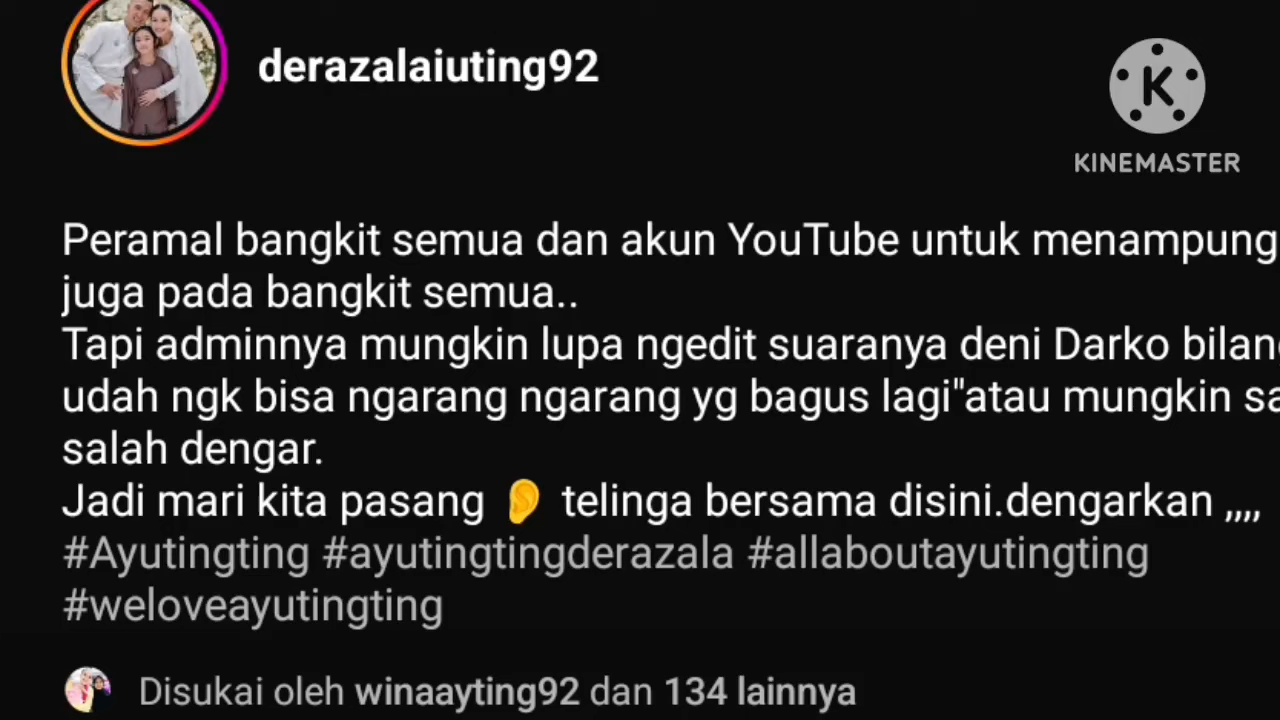 derazalaiuting92
K
KINEMASTER
Peramal bangkit semua dan akun YouTube untuk menampung
juga pada bangkit semua..
Tapi adminnya mungkin lupa ngedit suaranya deni Darko
udah ngk bisa ngarang ngarang yg bagus lagi"atau mungkin
salah dengar.
Jadi mari kita pasang 👂 telinga bersama disini.dengarkan ,,,,
#Ayutingting #ayutingtingderazala #allaboutayutingting
#weloveayutingting
Disukai oleh winaayting92 dan 134 lainnya